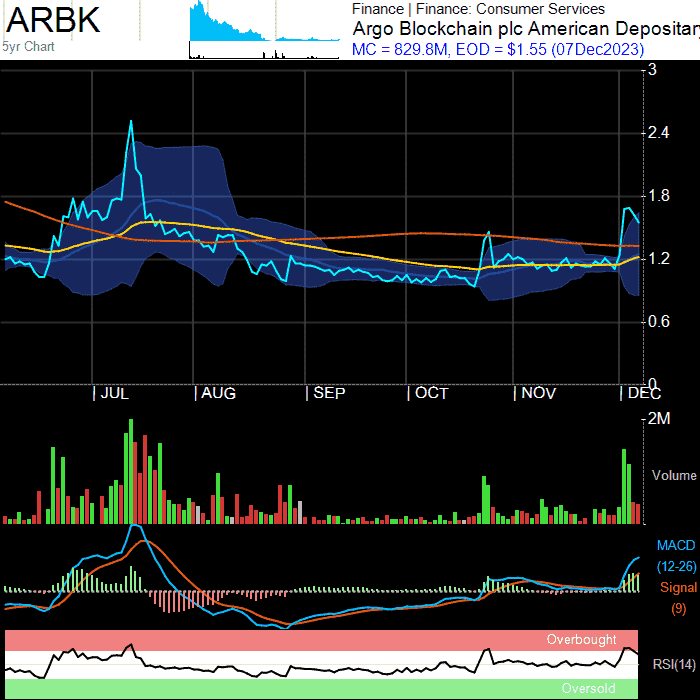 ARBK
5yr Chart
Finance | Finance: Consumer Services
Argo Blockchain plc American Depositary
MC = 829.8M, EOD = $1.55 (07Dec2023)
3
2.4
1.8
1.2
0.6
0
| JUL | AUG | SEP | OCT | NOV | DEC
2M
Volume
MACD
(12-26)
Signal
(9)
Overbought
RSI(14)
Oversold